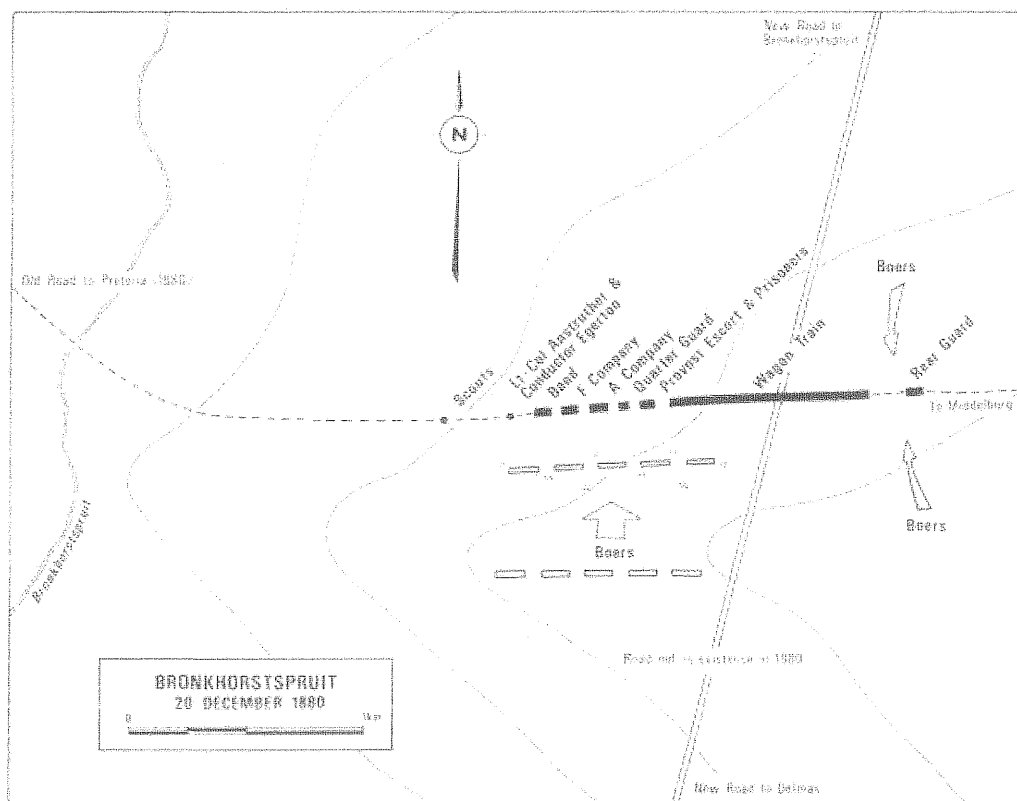 New Road to
Bronkhorstspruit
N
Old Road to Pretoria (1880)
Scouts
Lt-Col Anstruther &
Conductor Egerton
Band
F Company
A Company
Quarter Guard
Provost Escort & Prisoners
Wagon Train
Boers
Rear Guard
To Middelburg
Boers
Boers
Bronkhorstspruit
Road not in existence in 1880
BRONKHORSTSPRUIT
20 DECEMBER 1880
0 1km
New Road to Delmas